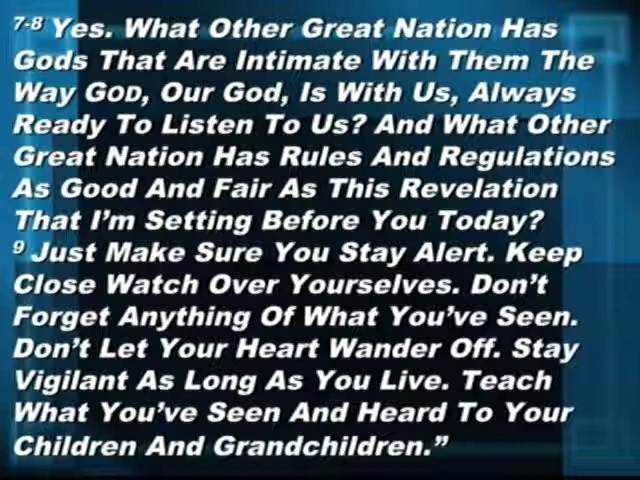 7-8 Yes. What Other Great Nation Has
Gods That Are Intimate With Them The
Way GOD, Our God, Is With Us, Always
Ready To Listen To Us? And What Other
Great Nation Has Rules And Regulations
As Good And Fair As This Revelation
That I'm Setting Before You Today?
9 Just Make Sure You Stay Alert. Keep
Close Watch Over Yourselves. Don't
Forget Anything Of What You've Seen.
Don't Let Your Heart Wander Off. Stay
Vigilant As Long As You Live. Teach
What You've Seen And Heard To Your
Children And Grandchildren.”